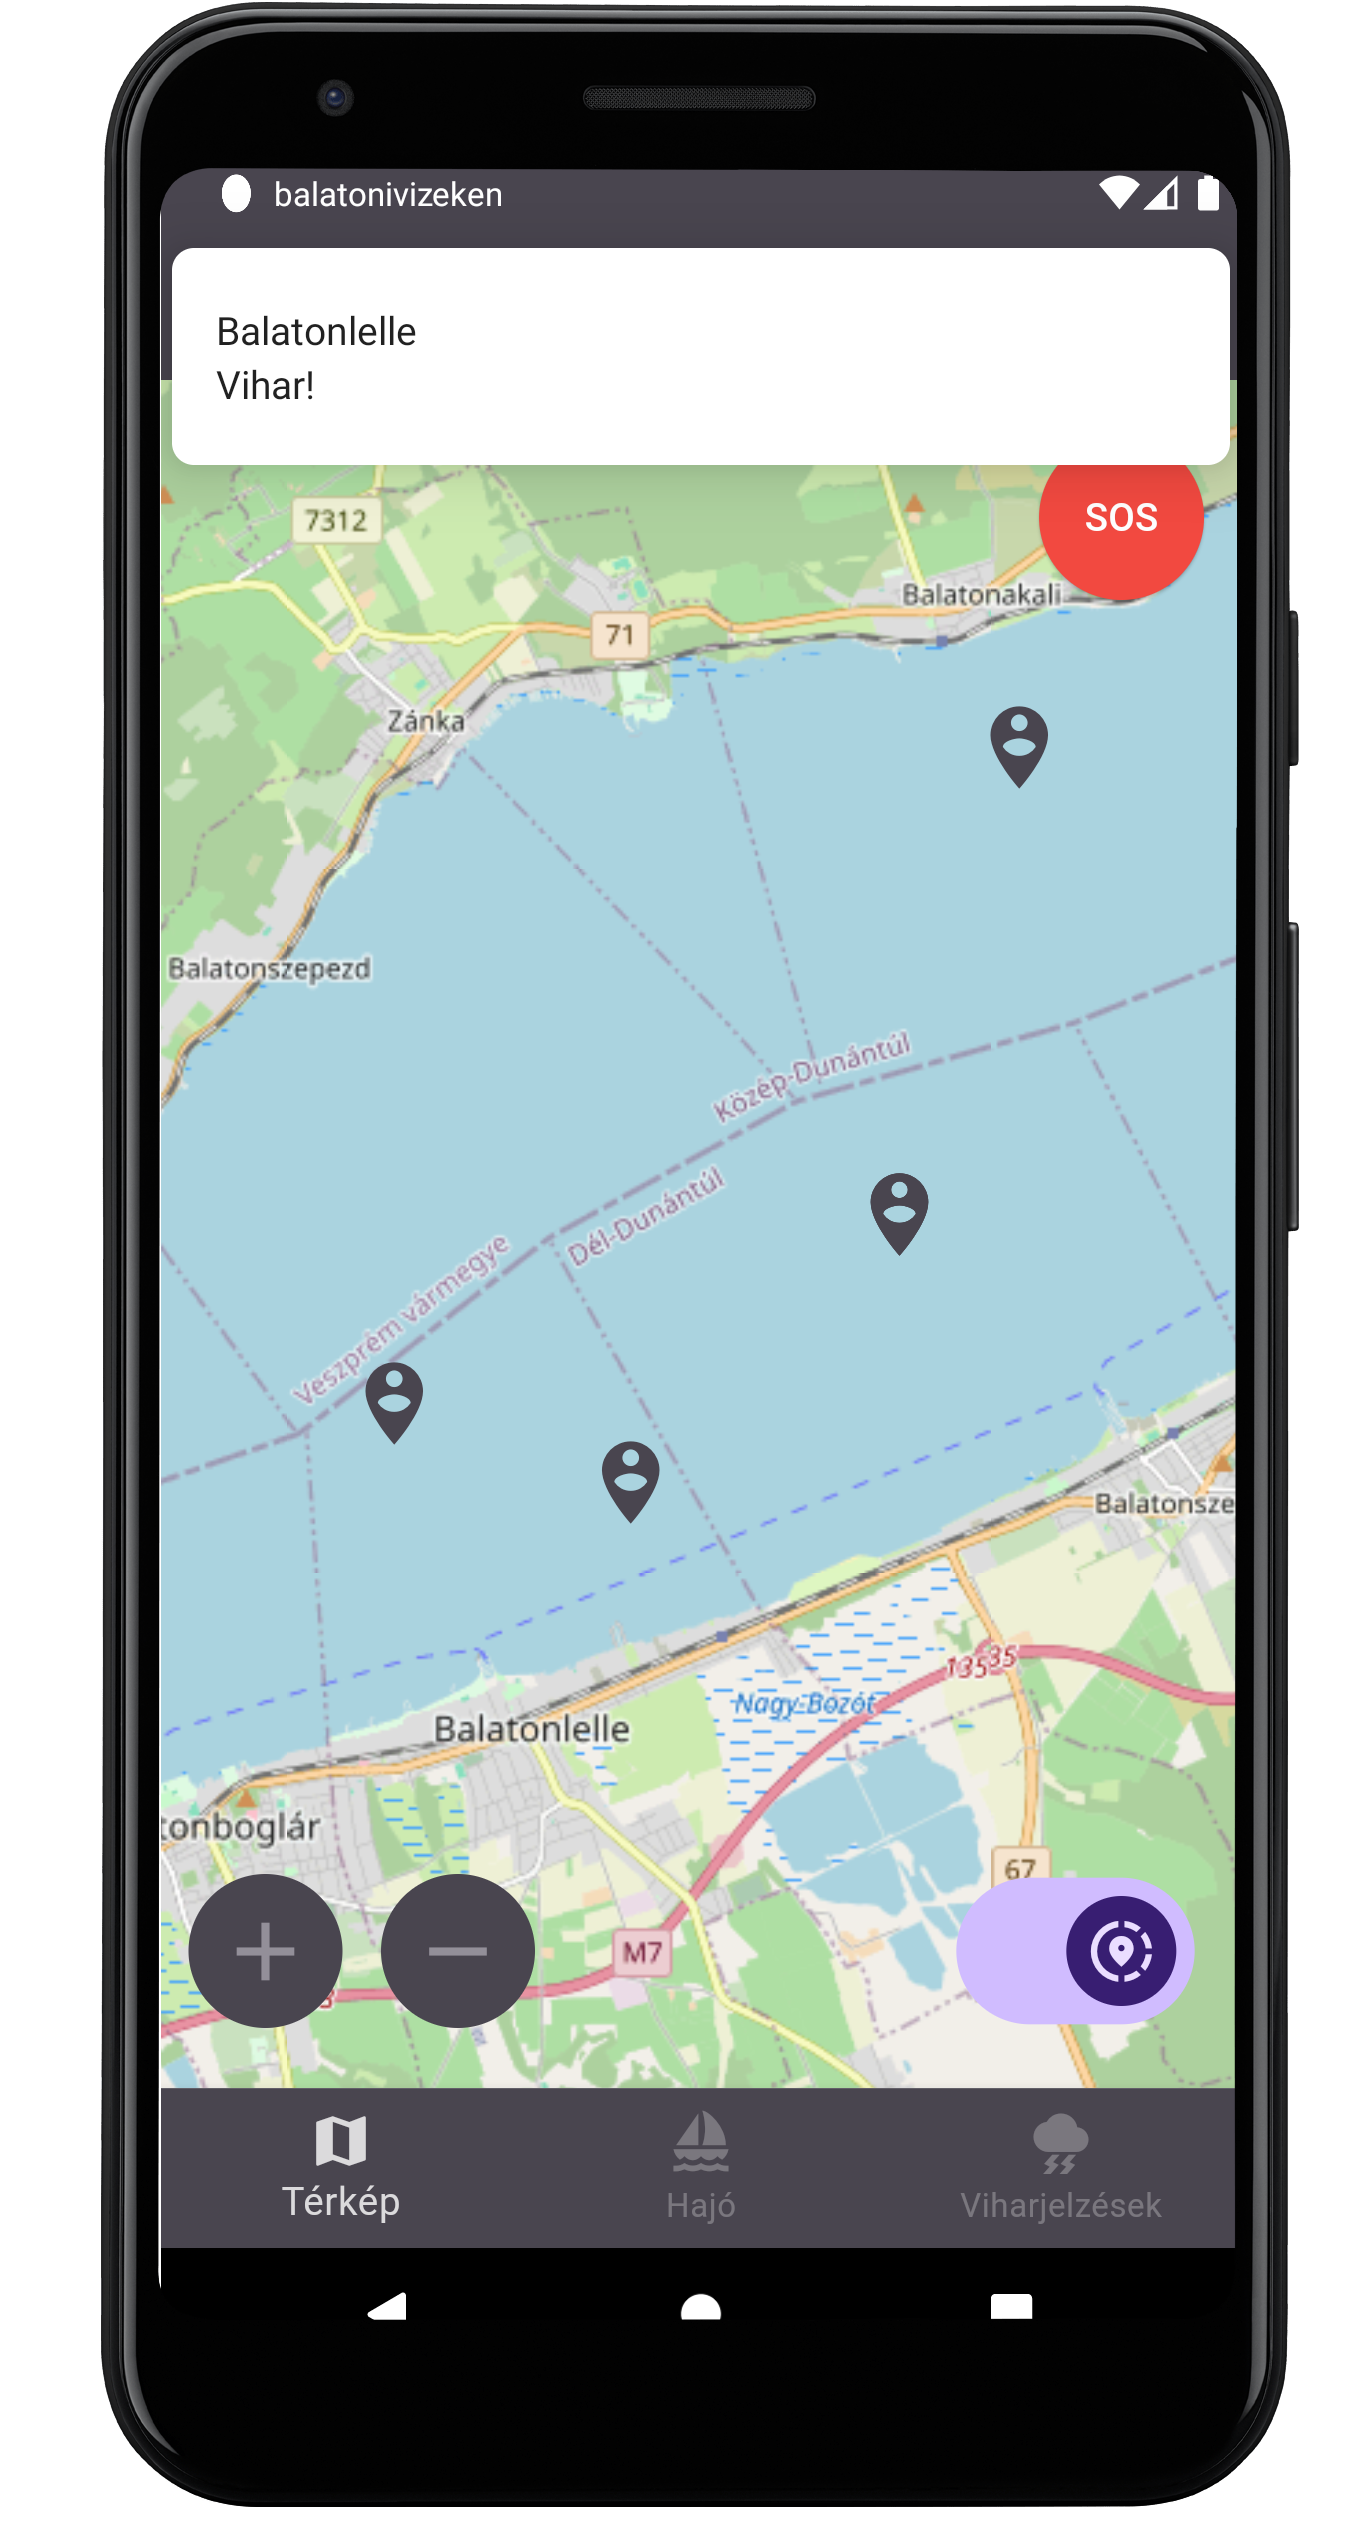 balatonivizeken
Balatonlelle
Vihar!
7312
SOS
Balatonakali
71
Zánka
Balatonszepezd
Közép-Dunántúl
Dél-Dunántúl
Veszprém vármegye
Balatonsze
13535
Nagy-Bozót
Balatonlelle
tonboglár
67
M7
Térkép
Hajó
Viharjelzések